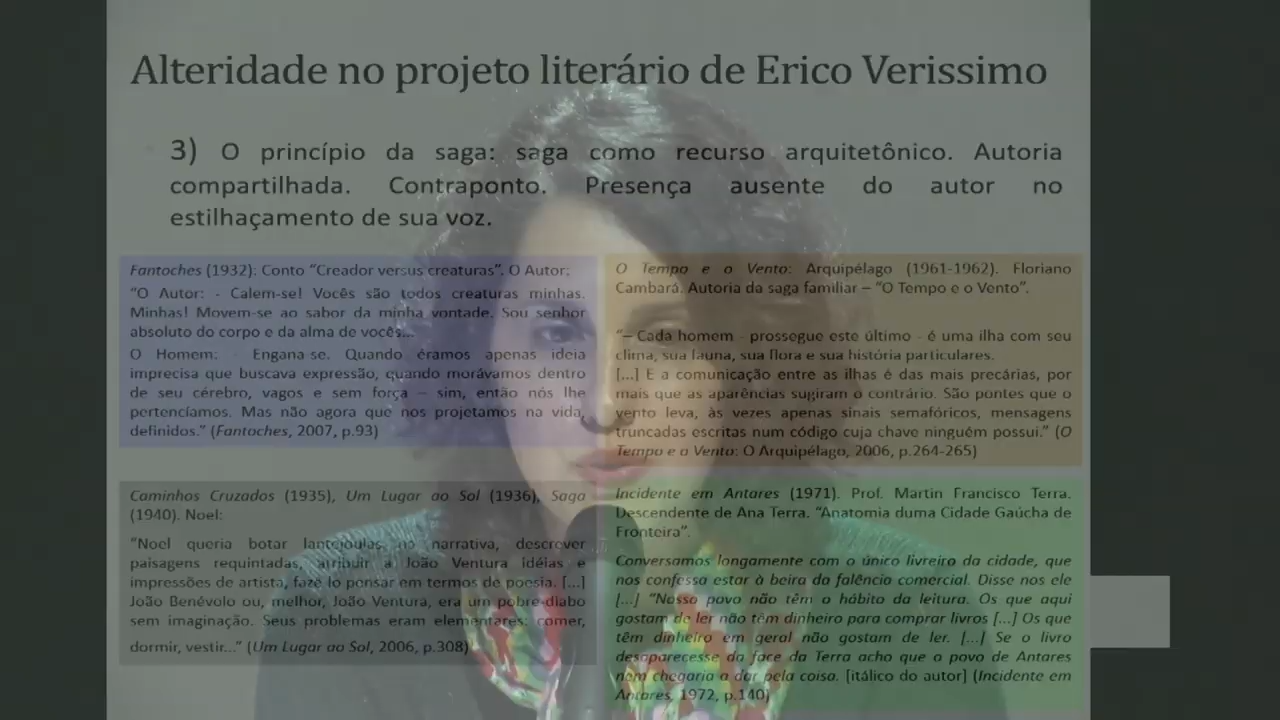 Alteridade no projeto literário de Erico Verissimo
3) O princípio da saga: saga como recurso arquitetônico. Autoria
compartilhada. Contraponto. Presença ausente do autor no
estilhaçamento de sua voz.
Fantoches (1932). Conto “Creador versus creaturas”. O Autor:
“O Autor: - Calem-se! Vocês são todos creaturas minhas.
Minhas! Movem-se ao sabor da minha vontade. Sou senhor
absoluto do corpo e da alma de vocês...
O Homem: - Engana-se. Quando éramos apenas ideia
imprecisa que buscava expressão, quando morávamos dentro
de seu cérebro, vagos e sem força – sim, então nós lhe
pertencíamos. Mas não agora que nos projetamos na vida,
definidos.” (Fantoches, 2007, p.93)
Caminhos Cruzados (1935), Um Lugar ao Sol (1936), Saga
(1940). Noel:
“Noel queria botar lantejoulas na narrativa, descrever
paisagens requintadas, atribuir a João Ventura idéias e
impressões de artista, fazê-lo pensar em termos de poesia. [...]
João Benévolo ou, melhor, João Ventura, era um pobre-diabo
sem imaginação. Seus problemas eram elementares: comer,
dormir, vestir...” (Um Lugar ao Sol, 2006, p.308)
O Tempo e o Vento: Arquipélago (1961-1962). Floriano
Cambará. Autoria da saga familiar – “O Tempo e o Vento”.
“– Cada homem - prossegue este último - é uma ilha com seu
clima, sua fauna, sua flora e sua história particulares.
[...] E a comunicação entre as ilhas é das mais precárias, por
mais que as aparências sugiram o contrário. São pontes que o
vento leva, às vezes apenas sinais semafóricos, mensagens
truncadas escritas num código cuja chave ninguém possui.” (O
Tempo e o Vento: O Arquipélago, 2006, p.264-265)
Incidente em Antares (1971). Prof. Martin Francisco Terra.
Descendente de Ana Terra. “Anatomia duma Cidade Gaúcha de
Fronteira”.
Conversamos longamente com o único livreiro da cidade, que
nos confessa estar à beira da falência comercial. Disse nos ele
[...] “Nosso povo não têm o hábito da leitura. Os que aqui
gostam de ler não têm dinheiro para comprar livros [...] Os que
têm dinheiro em geral não gostam de ler. [...] Se o livro
desaparecesse da face da Terra acho que o povo de Antares
nem chegaria a dar pela coisa. [itálico do autor] (Incidente em
Antares, 1972, p.140)